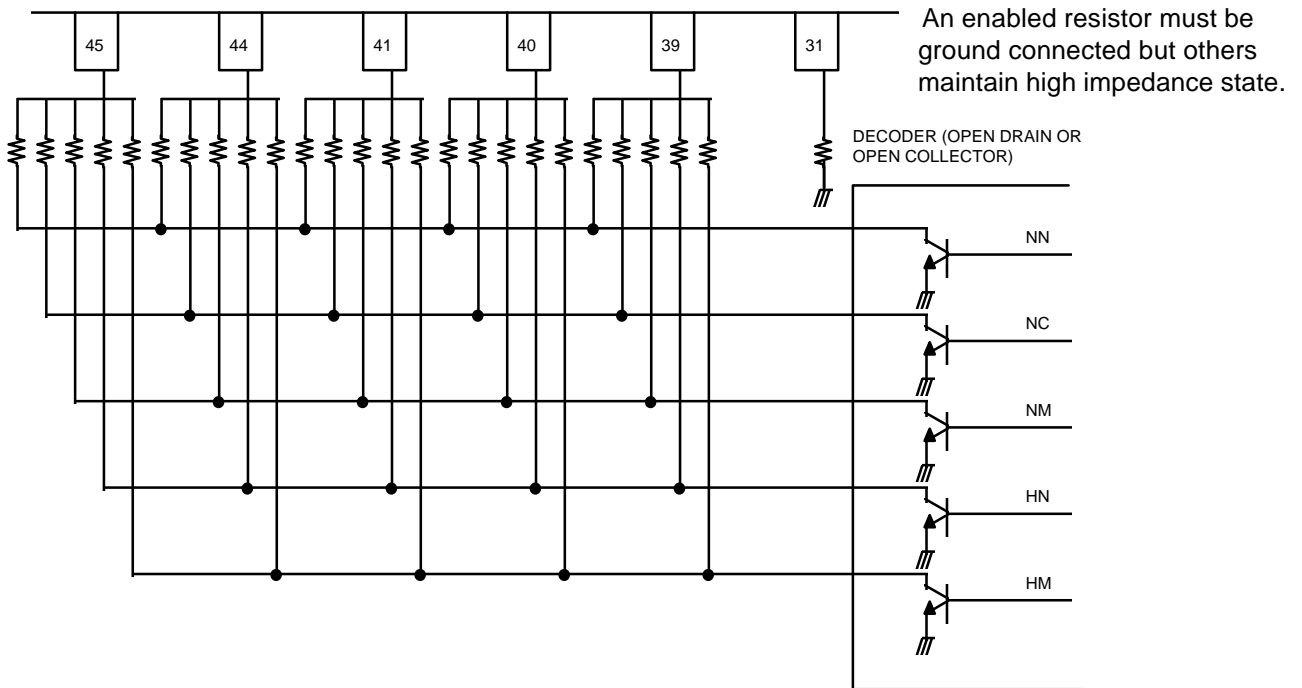 45
44
41
40
39
31
An enabled resistor must be
ground connected but others
maintain high impedance state.
DECODER (OPEN DRAIN OR
OPEN COLLECTOR)
NN
NC
NM
HN
HM